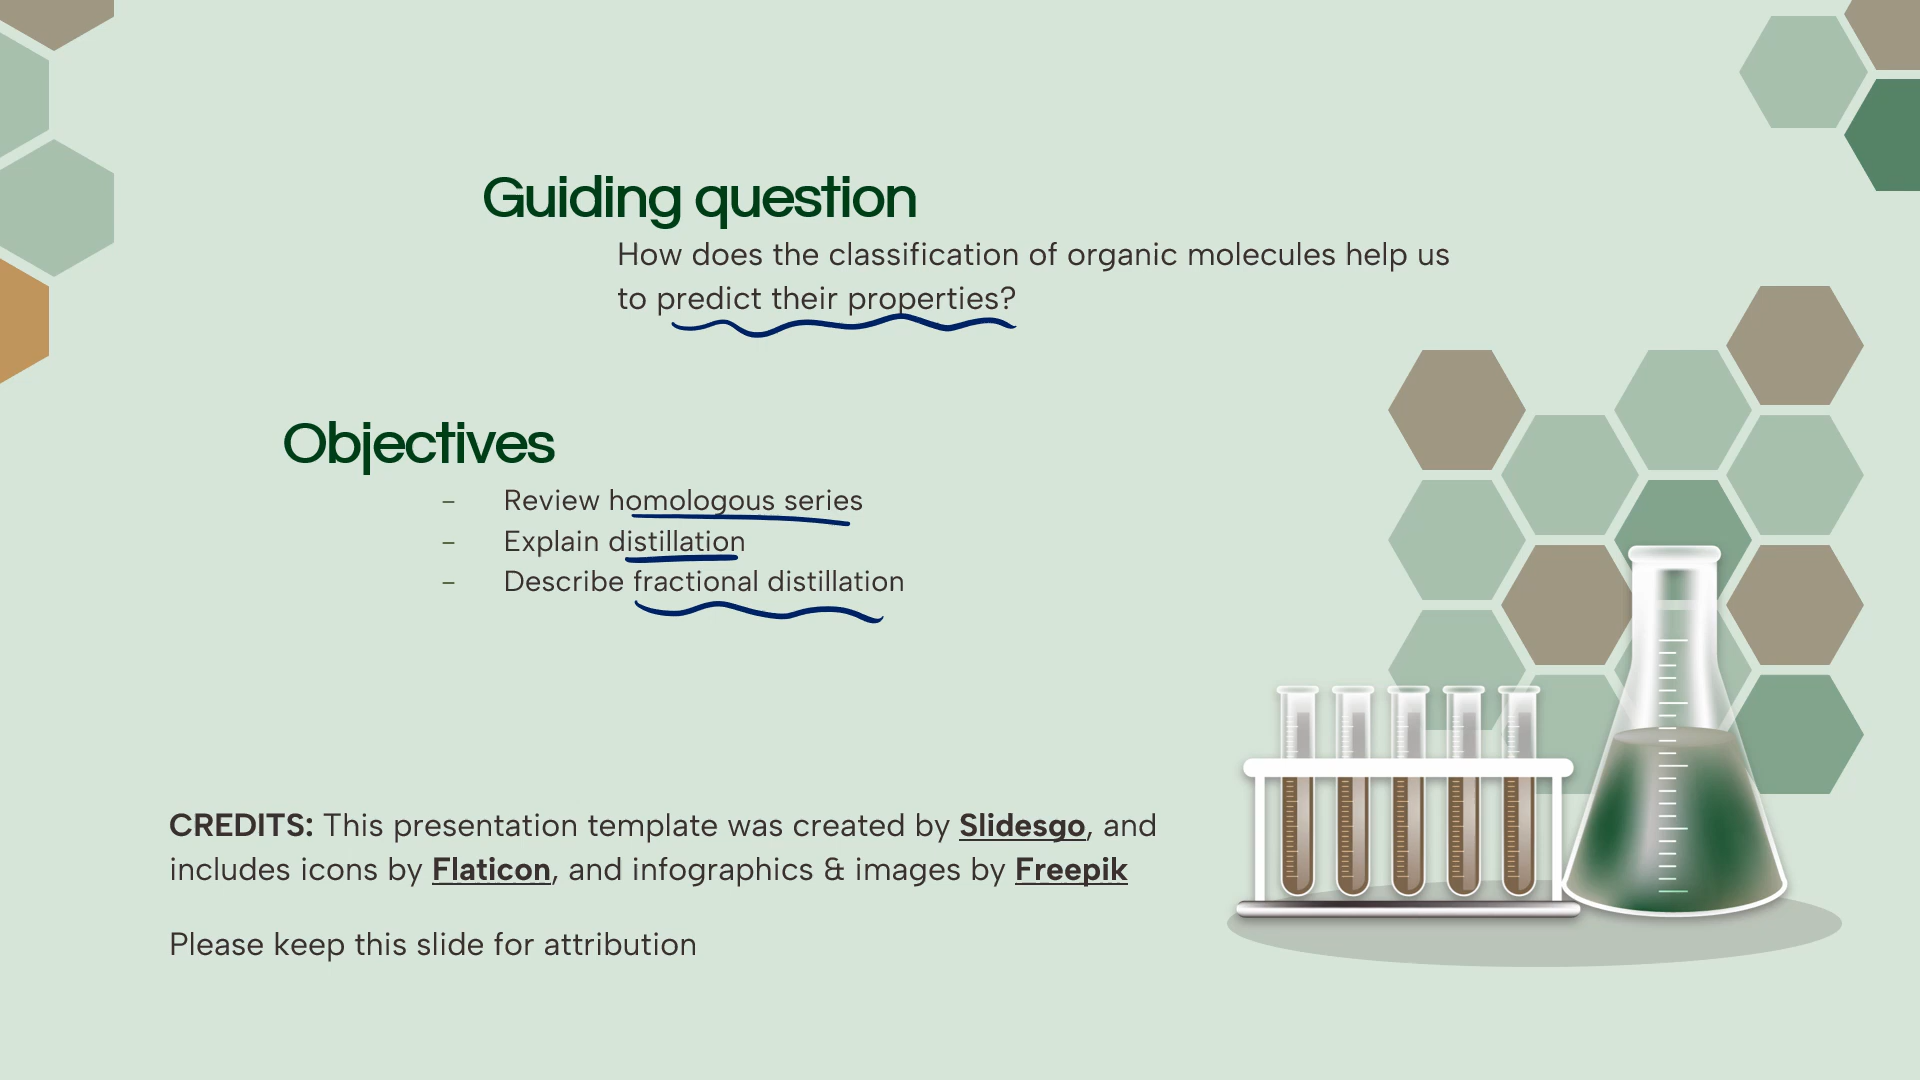 Guiding question
How does the classification of organic molecules help us
to predict their properties?
Objectives
– Review homologous series
– Explain distillation
– Describe fractional distillation
CREDITS: This presentation template was created by Slidesgo, and
includes icons by Flaticon, and infographics & images by Freepik
Please keep this slide for attribution